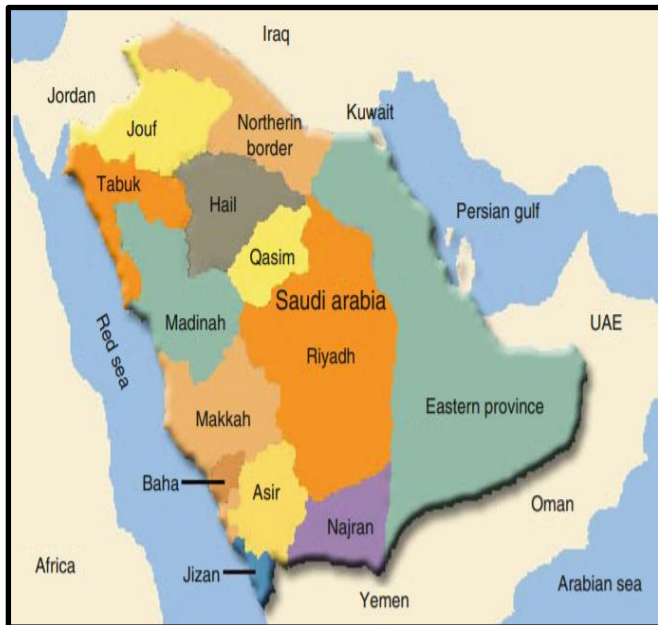 Iraq
Jordan
Kuwait
Jouf
Northerin
border
Tabuk
Hail
Persian gulf
Qasim
Saudi arabia
UAE
Red sea
Madinah
Riyadh
Makkah
Eastern province
Baha
Asir
Oman
Najran
Africa
Jizan
Arabian sea
Yemen